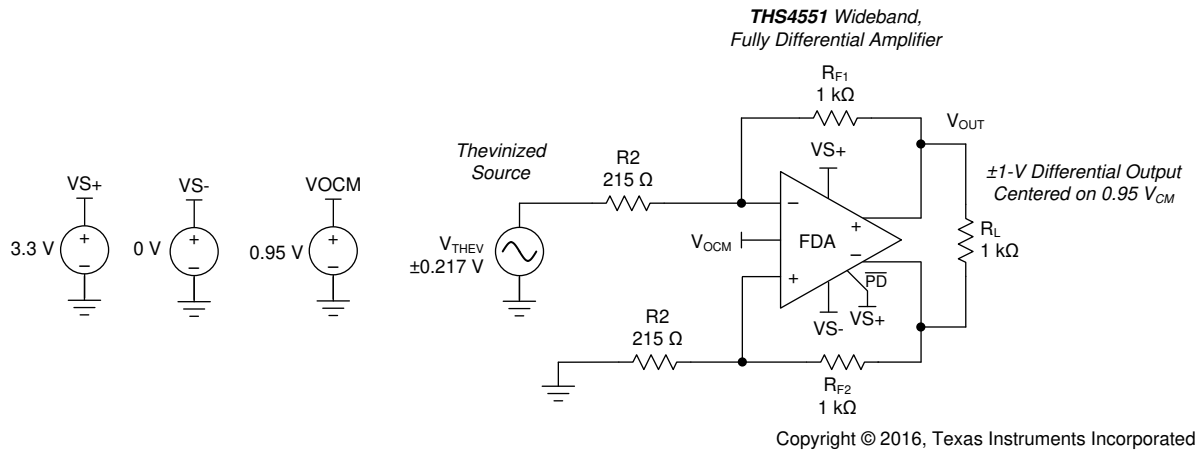 THS4551 Wideband,
Fully Differential Amplifier
RF1
1 kΩ
VOUT
Thevinized
Source
R2
215 Ω
VS+
±1-V Differential Output
Centered on 0.95 VCM
VS+
VS-
VOCM
3.3 V
+
−
0 V
+
−
0.95 V
+
−
VTHEV
±0.217 V
VOCM
−
+
FDA
+
−
PD
VS-
VS+
RL
1 kΩ
R2
215 Ω
RF2
1 kΩ
Copyright © 2016, Texas Instruments Incorporated